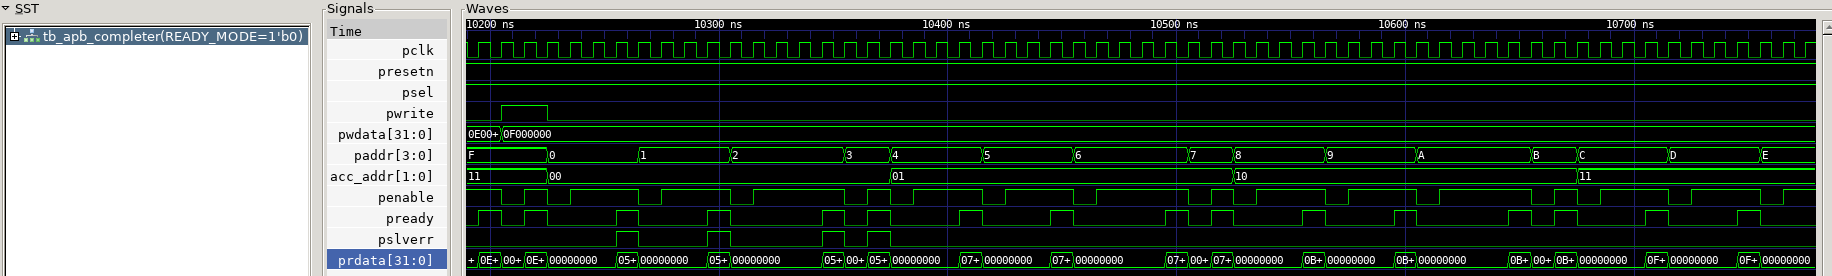 SST
tb_apb_completer(READY_MODE=1'b0)
Signals
Time
pclk
presetn
psel
pwrite
pwdata[31:0]
paddr[3:0]
acc_addr[1:0]
penable
pready
pslverr
prdata[31:0]
Waves
10200 ns 10300 ns 10400 ns 10500 ns 10600 ns 10700 ns
0E00+ 0F000000
F 0 1 2 3 4 5 6 7 8 9 A B C D E
11 00 01 10 11
+ 0E+ 00+ 0E+ 00000000 05+ 00000000 05+ 00000000 05+ 00+ 05+ 00000000 07+ 00000000 07+ 00000000 07+ 00+ 07+ 00000000 0B+ 00000000 0B+ 00000000 0B+ 00+ 0B+ 00000000 0F+ 00000000 0F+ 00000000